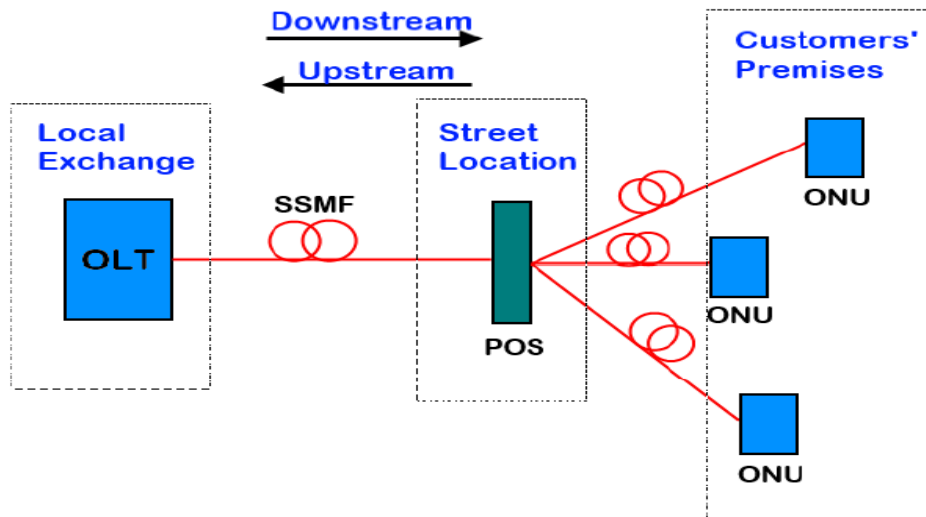 Downstream
Upstream
Customers'
Premises
Local
Exchange
Street
Location
SSMF
OLT
POS
ONU
ONU
ONU